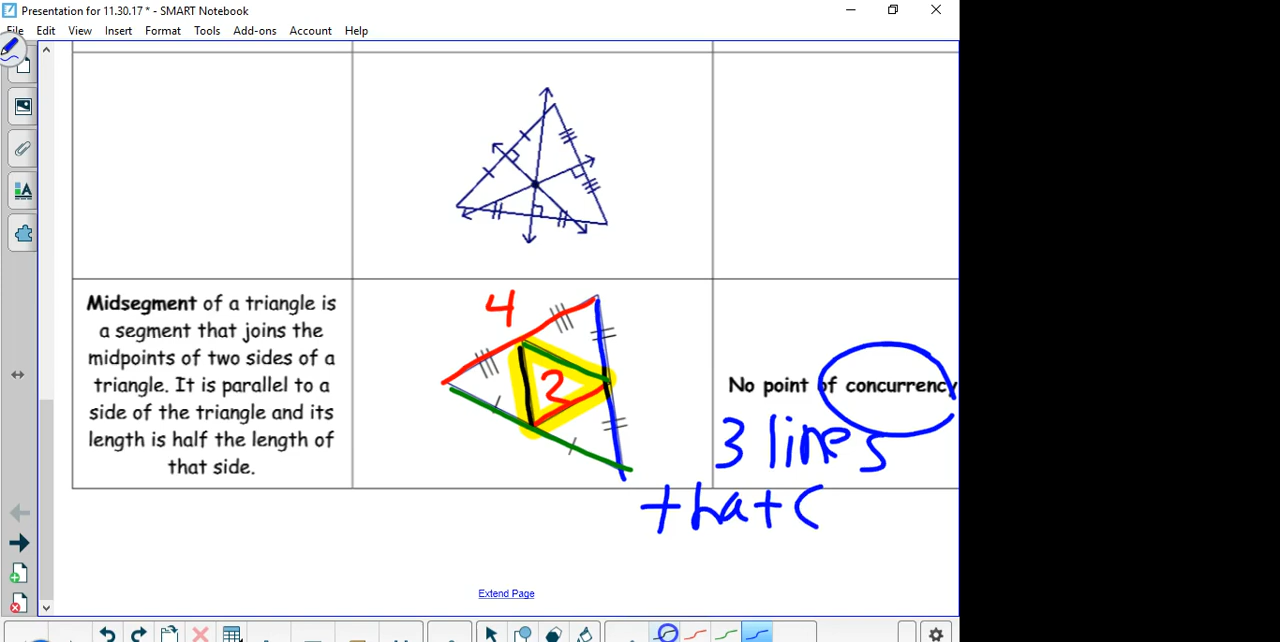 Presentation for 11.30.17 * - SMART Notebook
File Edit View Insert Format Tools Add-ons Account Help
Midsegment of a triangle is
a segment that joins the
midpoints of two sides of a
triangle. It is parallel to a
side of the triangle and its
length is half the length of
that side.
4
2
No point of concurrency
3 lines
that c
Extend Page